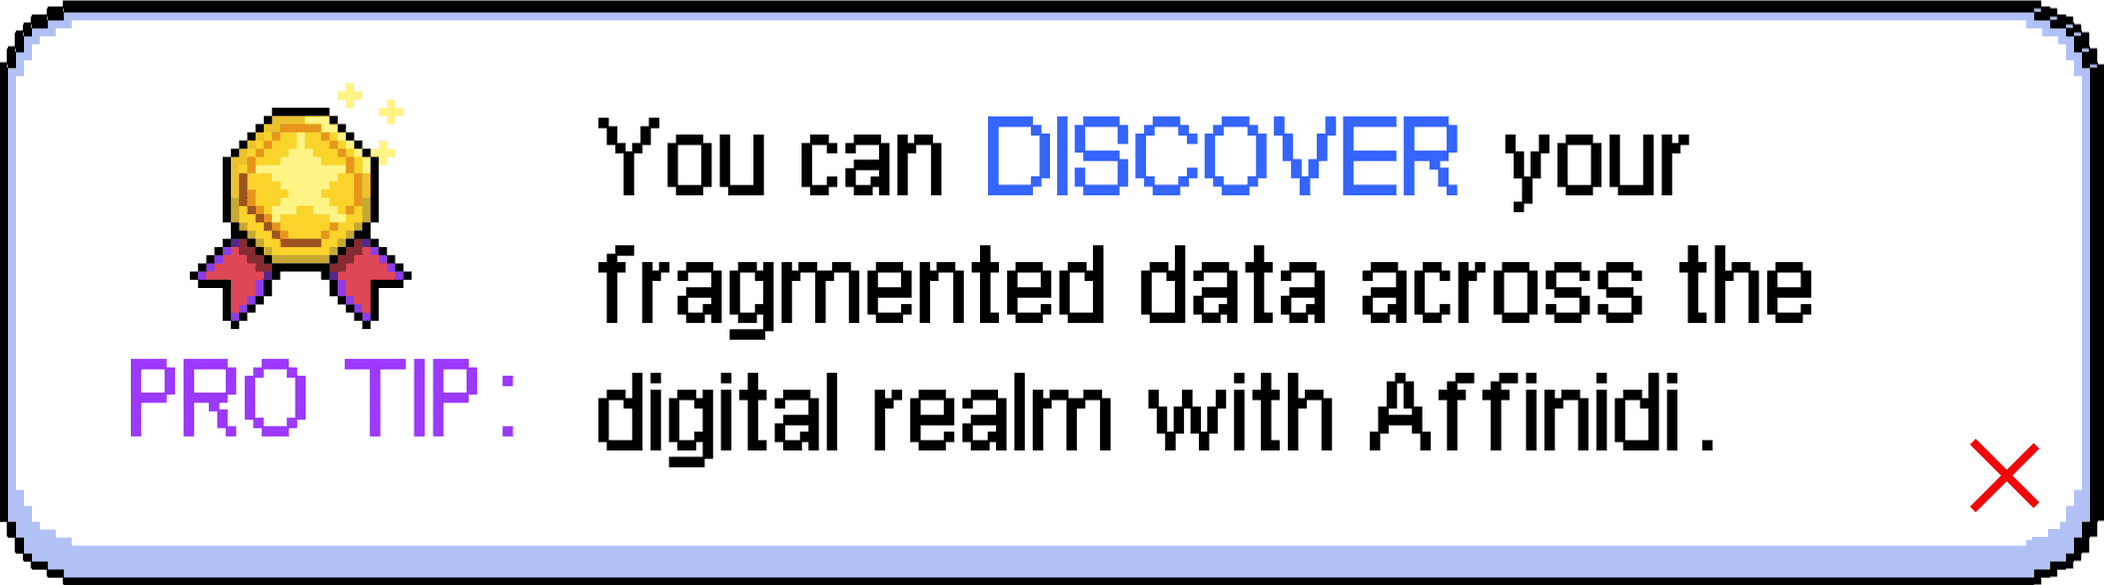 PRO TIP:
You can DISCOVER your
fragmented data across the
digital realm with Affinidi.